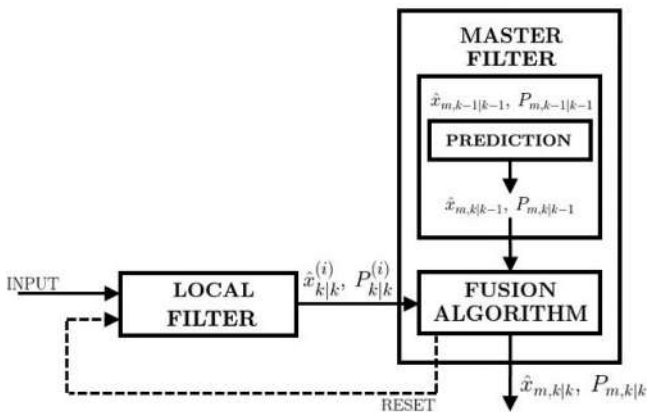 MASTER
FILTER
x̂_{m,k-1|k-1}, P_{m,k-1|k-1}
PREDICTION
x̂_{m,k|k-1}, P_{m,k|k-1}
INPUT
LOCAL
FILTER
x̂^{(i)}_{k|k}, P^{(i)}_{k|k}
FUSION
ALGORITHM
RESET
x̂_{m,k|k}, P_{m,k|k}